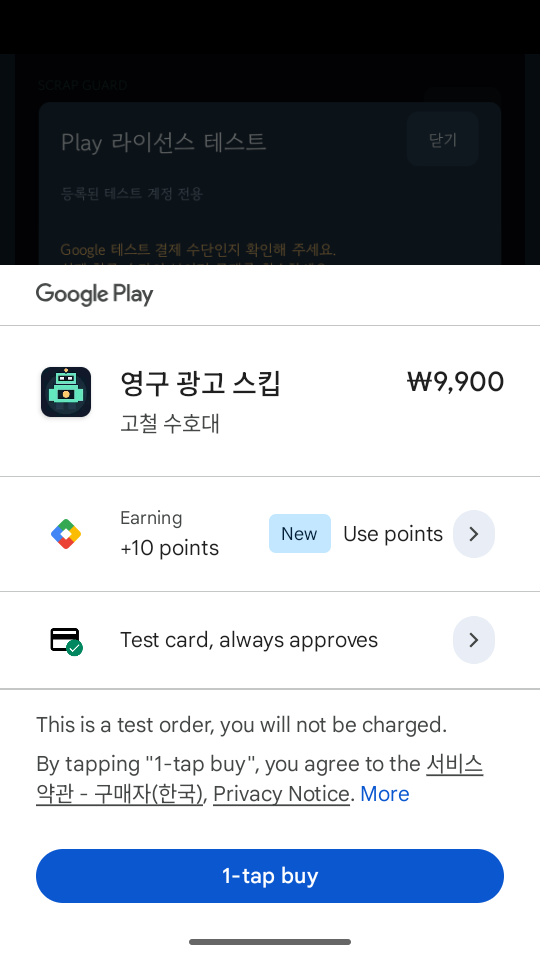 SCRAP GUARD
Play 라이선스 테스트
닫기
등록된 테스트 계정 전용
Google 테스트 결제 수단인지 확인해 주세요.
Google Play
영구 광고 스킵
₩9,900
고철 수호대
Earning
+10 points
New
Use points
Test card, always approves
This is a test order, you will not be charged.
By tapping "1-tap buy", you agree to the 서비스
약관 - 구매자(한국), Privacy Notice. More
1-tap buy